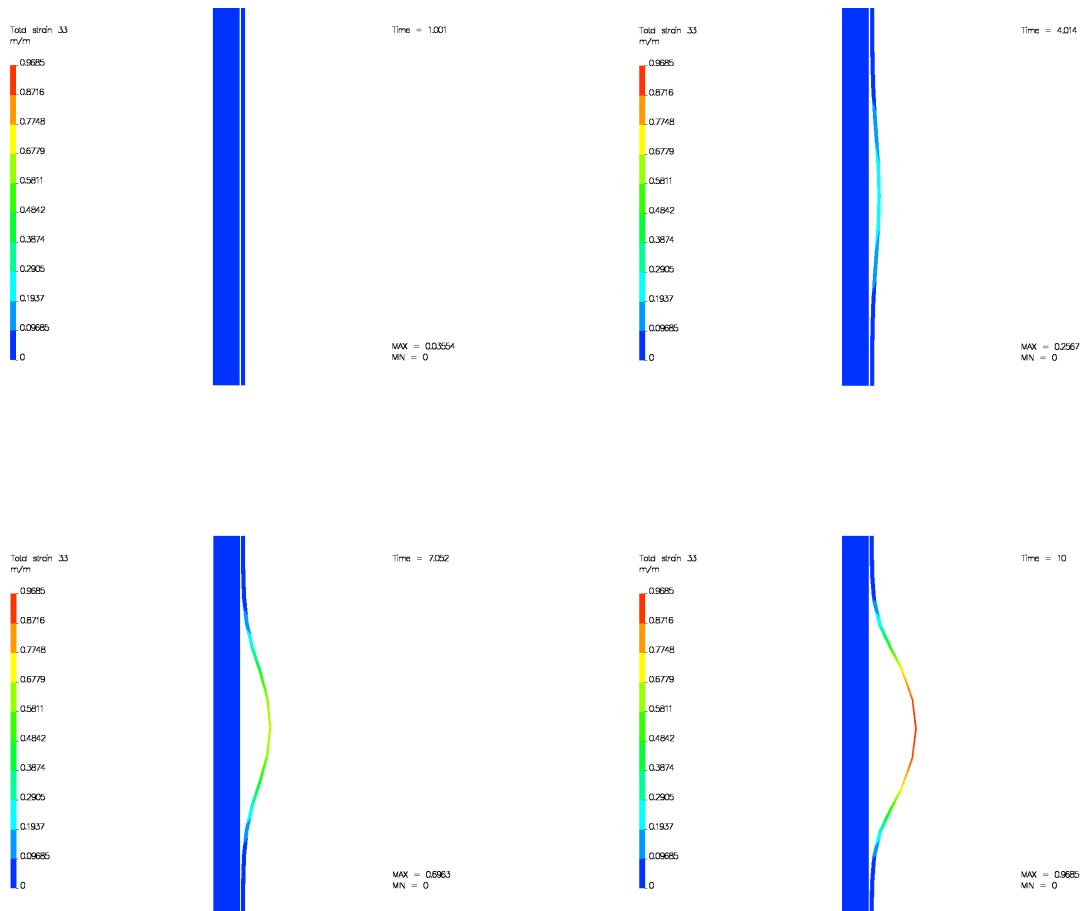 Total strain 33
m/m
0.9685
0.8716
0.7748
0.6779
0.5811
0.4842
0.3874
0.2905
0.1937
0.09685
0
Time = 1.001
MAX = 0.03554
MIN = 0
Total strain 33
m/m
0.9685
0.8716
0.7748
0.6779
0.5811
0.4842
0.3874
0.2905
0.1937
0.09685
0
Time = 4.014
MAX = 0.2567
MIN = 0
Total strain 33
m/m
0.9685
0.8716
0.7748
0.6779
0.5811
0.4842
0.3874
0.2905
0.1937
0.09685
0
Time = 7.052
MAX = 0.6963
MIN = 0
Total strain 33
m/m
0.9685
0.8716
0.7748
0.6779
0.5811
0.4842
0.3874
0.2905
0.1937
0.09685
0
Time = 10
MAX = 0.9685
MIN = 0